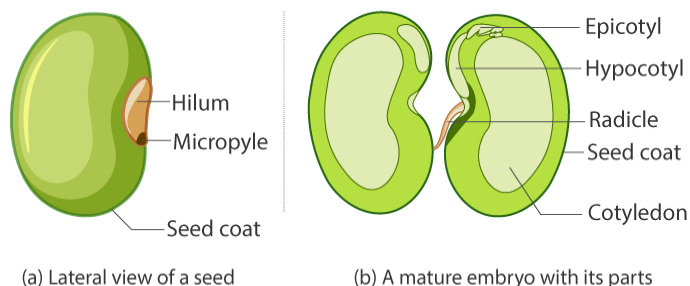 Hilum
Micropyle
Seed coat
(a) Lateral view of a seed
Epicotyl
Hypocotyl
Radicle
Seed coat
Cotyledon
(b) A mature embryo with its parts